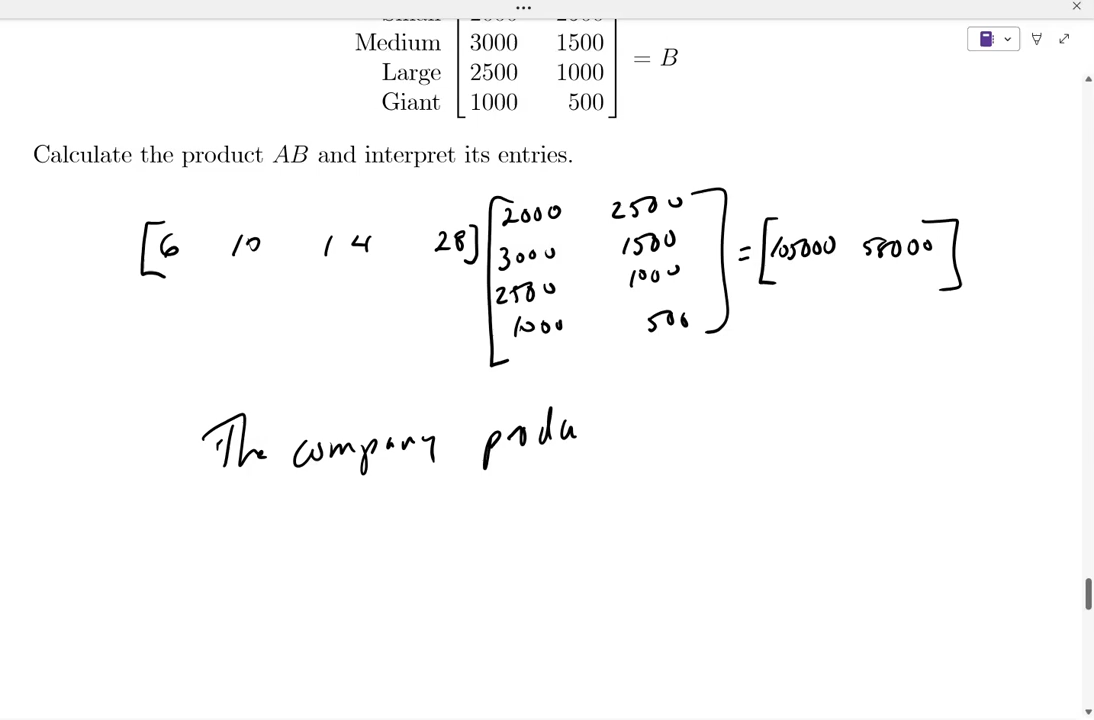 Medium 3000 1500
Large 2500 1000 = B
Giant 1000 500
Calculate the product AB and interpret its entries.
[6 10 14 28] [2000 2500
3000 1500
2500 1000
1000 500] = [105000 58000]
The company produ